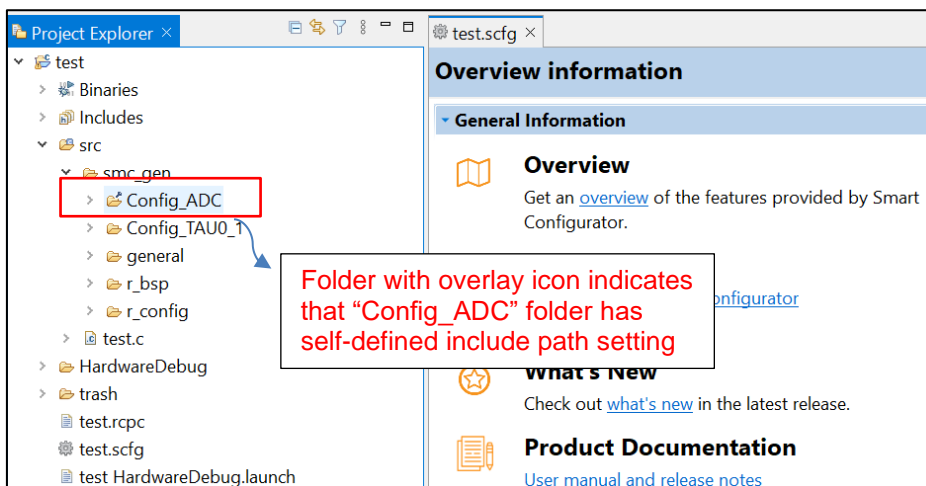 Project Explorer
test
Binaries
Includes
src
smc_gen
Config_ADC
Config_TAU0_1
general
r_bsp
r_config
test.c
HardwareDebug
trash
test.rcpc
test.scfg
test HardwareDebug.launch
test.scfg
Overview information
General Information
Overview
Get an overview of the features provided by Smart
Configurator.
onfigurator
Folder with overlay icon indicates
that “Config_ADC” folder has
self-defined include path setting
What's New
Check out what's new in the latest release.
Product Documentation
User manual and release notes